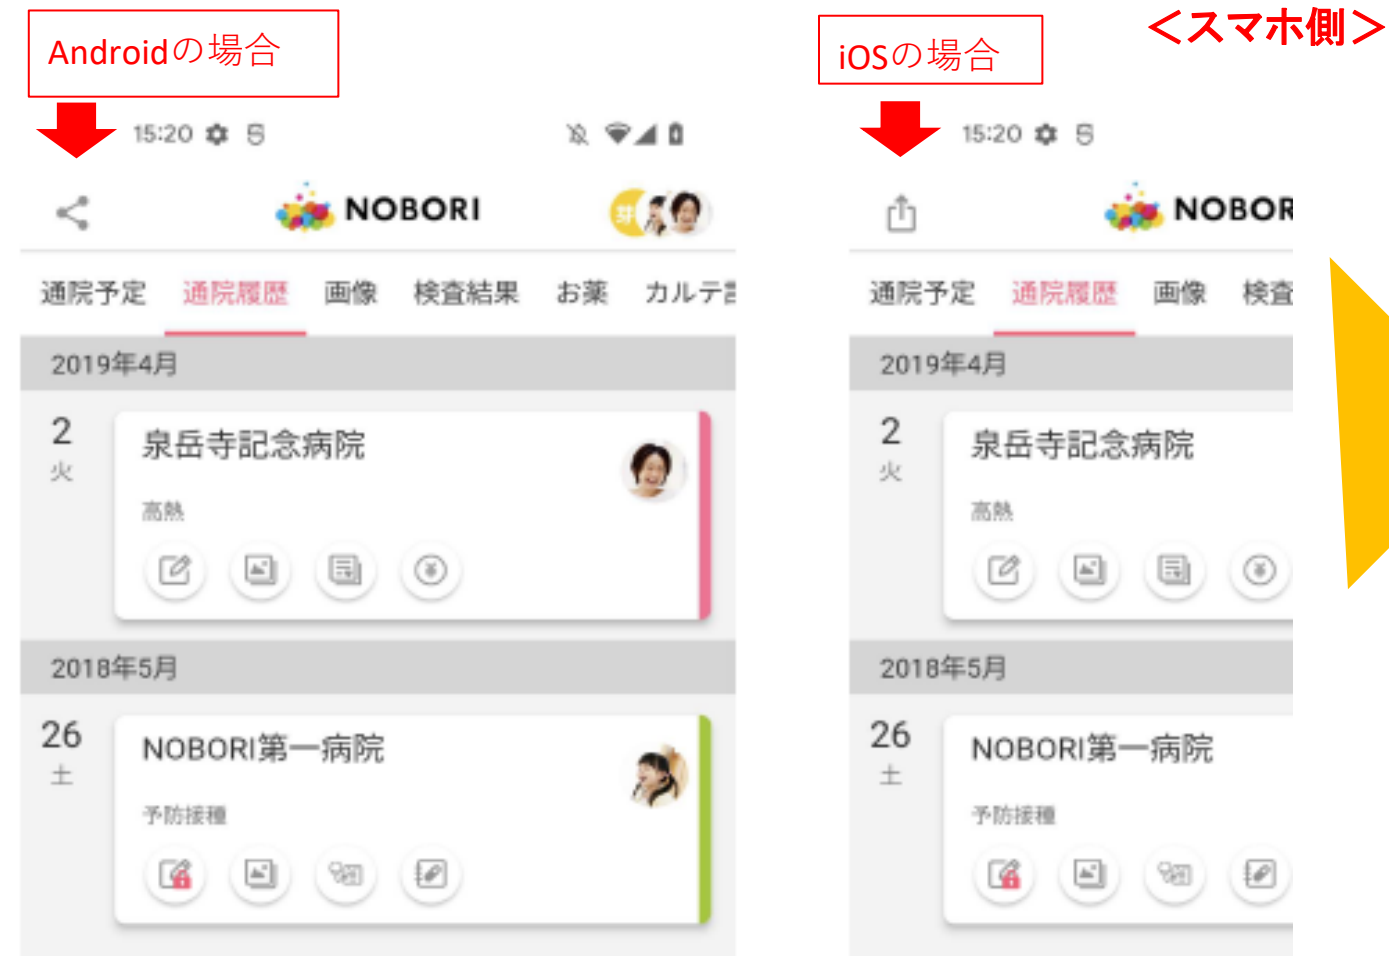 ＜スマホ側＞
Androidの場合
15:20
NOBORI
通院予定 通院履歴 画像 検査結果 お薬 カルテ
2019年4月
2
火
泉岳寺記念病院
高熱
2018年5月
26
土
NOBORI第一病院
予防接種
iOSの場合
15:20
NOBOR
通院予定 通院履歴 画像 検査
2019年4月
2
火
泉岳寺記念病院
高熱
2018年5月
26
土
NOBORI第一病院
予防接種